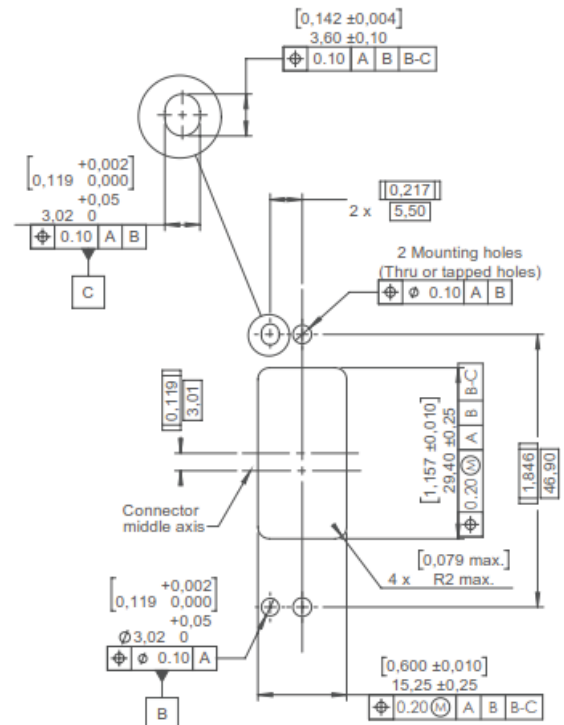 [0,142 ±0,004]
3,60 ±0,10
⌖ 0.10 A B B-C
+0,002
[0,119 0,000]
+0,05
3,02 0
⌖ 0.10 A B
C
[0,217]
2 x 5,50
2 Mounting holes
(Thru or tapped holes)
⌖ ⌀ 0.10 A B
[0,119]
3,01
[1,157 ±0,010]
29,40 ±0,25
⌖ 0.20 Ⓜ A B B-C
[1,846]
46,90
Connector
middle axis
[0,079 max.]
4 x R2 max.
+0,002
[0,119 0,000]
+0,05
⌀3,02 0
⌖ ⌀ 0.10 A
B
[0,600 ±0,010]
15,25 ±0,25
⌖ 0.20 Ⓜ A B B-C